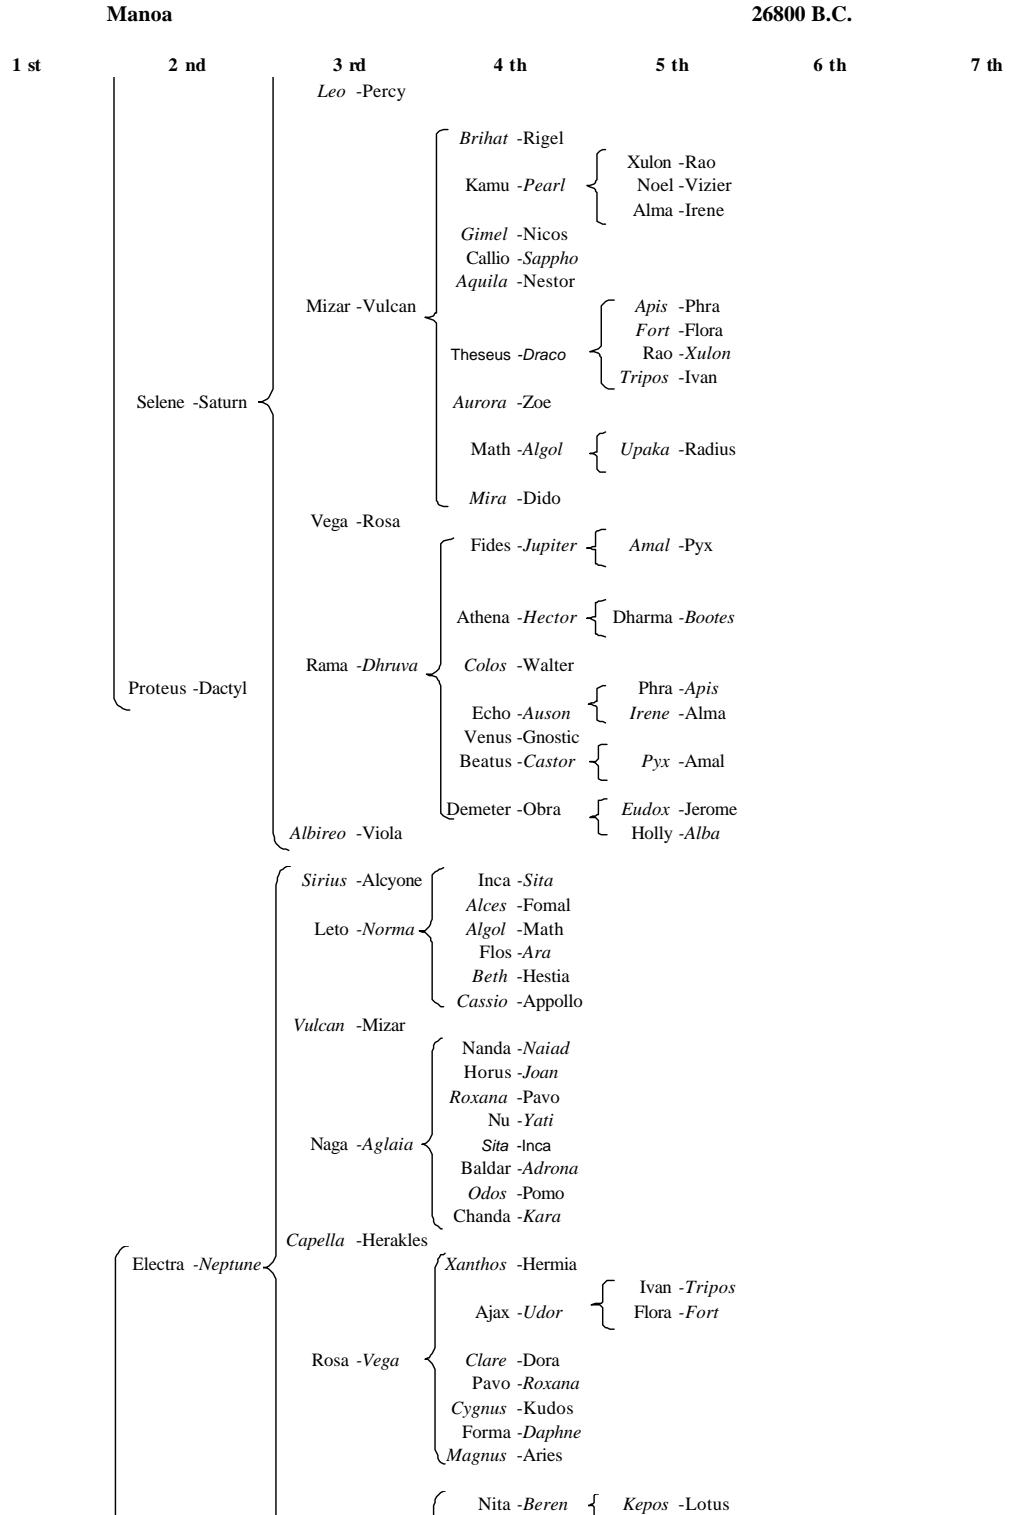 Manoa 26800 B.C.
1 st 2 nd 3 rd 4 th 5 th 6 th 7 th
Leo -Percy
Brihat -Rigel
Xulon -Rao
Kamu -Pearl Noel -Vizier
Alma -Irene
Gimel -Nicos
Callio -Sappho
Aquila -Nestor
Mizar -Vulcan Apis -Phra
Fort -Flora
Theseus -Draco Rao -Xulon
Tripos -Ivan
Selene -Saturn Aurora -Zoe
Math -Algol Upaka -Radius
Mira -Dido
Vega -Rosa
Fides -Jupiter Amal -Pyx
Athena -Hector Dharma -Bootes
Rama -Dhruva Colos -Walter
Proteus -Dactyl Phra -Apis
Echo -Auson Irene -Alma
Venus -Gnostic
Beatus -Castor Pyx -Amal
Demeter -Obra Eudox -Jerome
Albireo -Viola Holly -Alba
Sirius -Alcyone Inca -Sita
Alces -Fomal
Leto -Norma Algol -Math
Flos -Ara
Beth -Hestia
Cassio -Appollo
Vulcan -Mizar
Nanda -Naiad
Horus -Joan
Roxana -Pavo
Nu -Yati
Naga -Aglaia Sita -Inca
Baldar -Adrona
Odos -Pomo
Chanda -Kara
Capella -Herakles
Electra -Neptune Xanthos -Hermia
Ivan -Tripos
Ajax -Udor Flora -Fort
Rosa -Vega Clare -Dora
Pavo -Roxana
Cygnus -Kudos
Forma -Daphne
Magnus -Aries
Nita -Beren Kepos -Lotus